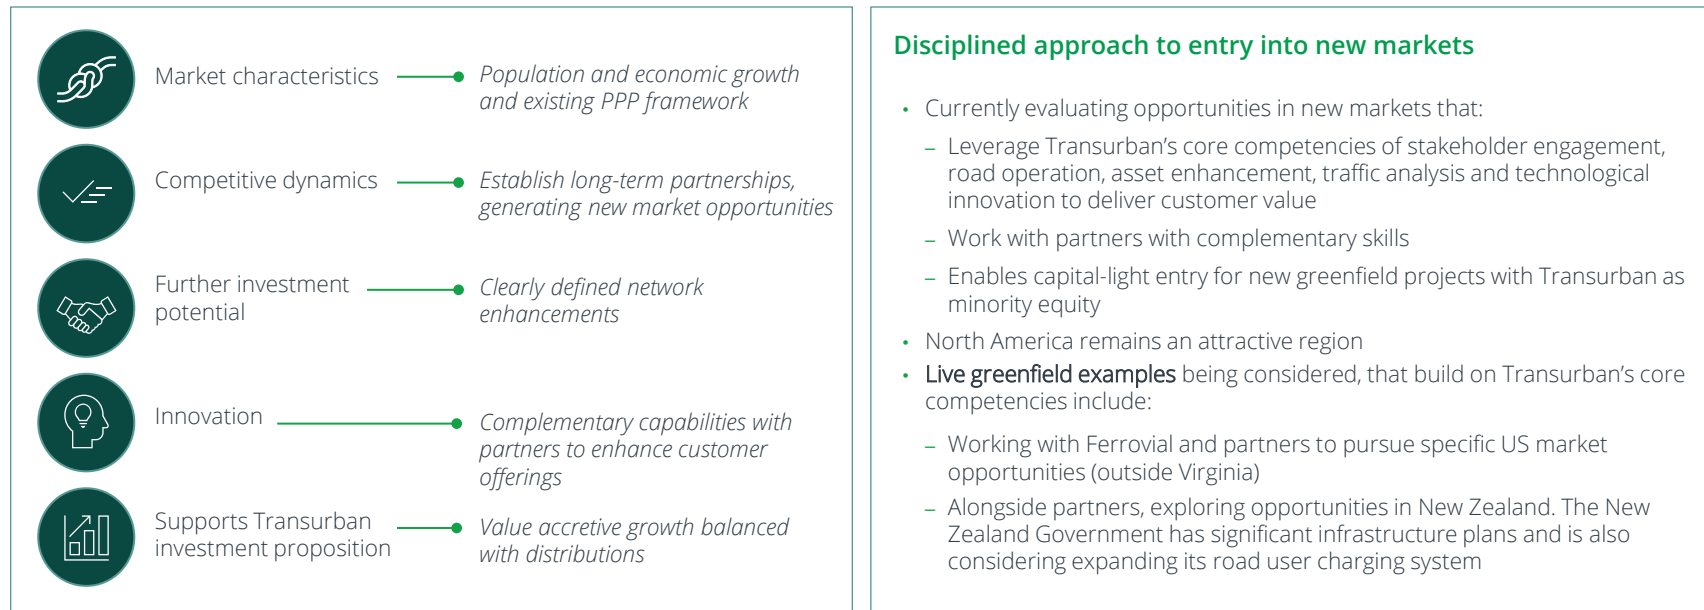 Market characteristics
Population and economic growth
and existing PPP framework
Competitive dynamics
Establish long-term partnerships,
generating new market opportunities
Further investment
potential
Clearly defined network
enhancements
Innovation
Complementary capabilities with
partners to enhance customer
offerings
Supports Transurban
investment proposition
Value accretive growth balanced
with distributions
Disciplined approach to entry into new markets
• Currently evaluating opportunities in new markets that:
– Leverage Transurban’s core competencies of stakeholder engagement,
road operation, asset enhancement, traffic analysis and technological
innovation to deliver customer value
– Work with partners with complementary skills
– Enables capital-light entry for new greenfield projects with Transurban as
minority equity
• North America remains an attractive region
• Live greenfield examples being considered, that build on Transurban’s core
competencies include:
– Working with Ferrovial and partners to pursue specific US market
opportunities (outside Virginia)
– Alongside partners, exploring opportunities in New Zealand. The New
Zealand Government has significant infrastructure plans and is also
considering expanding its road user charging system